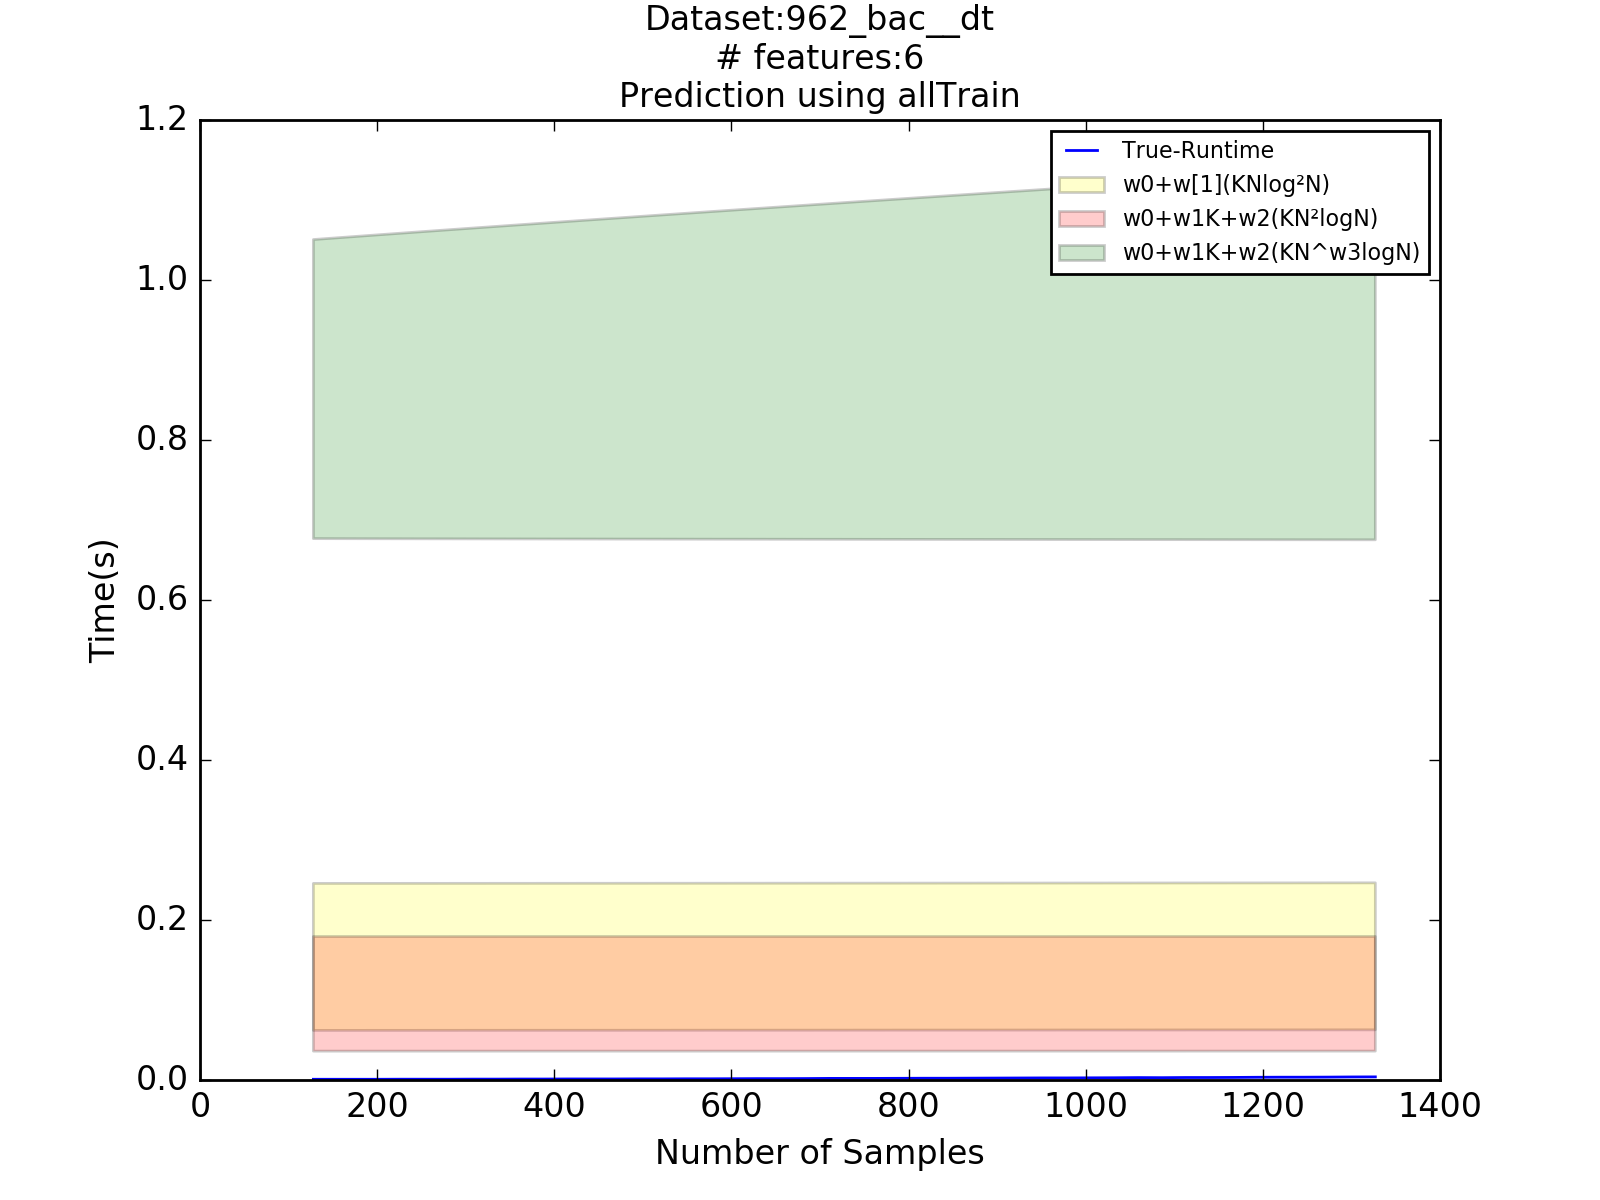 Dataset:962_bac__dt
# features:6
Prediction using allTrain
1.2
1.0
0.8
0.6
0.4
0.2
0.0
Time(s)
True-Runtime
w0+w[1](KNlog²N)
w0+w1K+w2(KN²logN)
w0+w1K+w2(KN^w3logN)
0 200 400 600 800 1000 1200 1400
Number of Samples